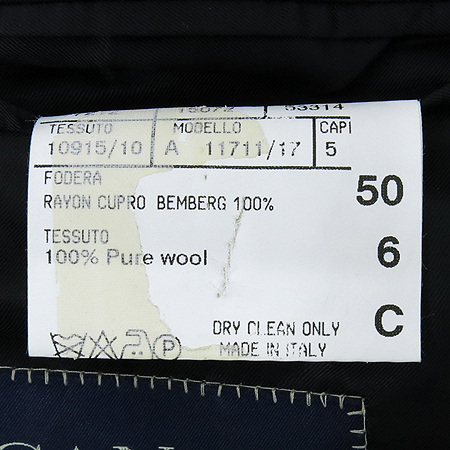 53314
TESSUTO MODELLO CAPI
10915/10 A 11711/17 5
FODERA
RAYON CUPRO BEMBERG 100% 50
TESSUTO
100% Pure wool 6
DRY CLEAN ONLY C
MADE IN ITALY
P